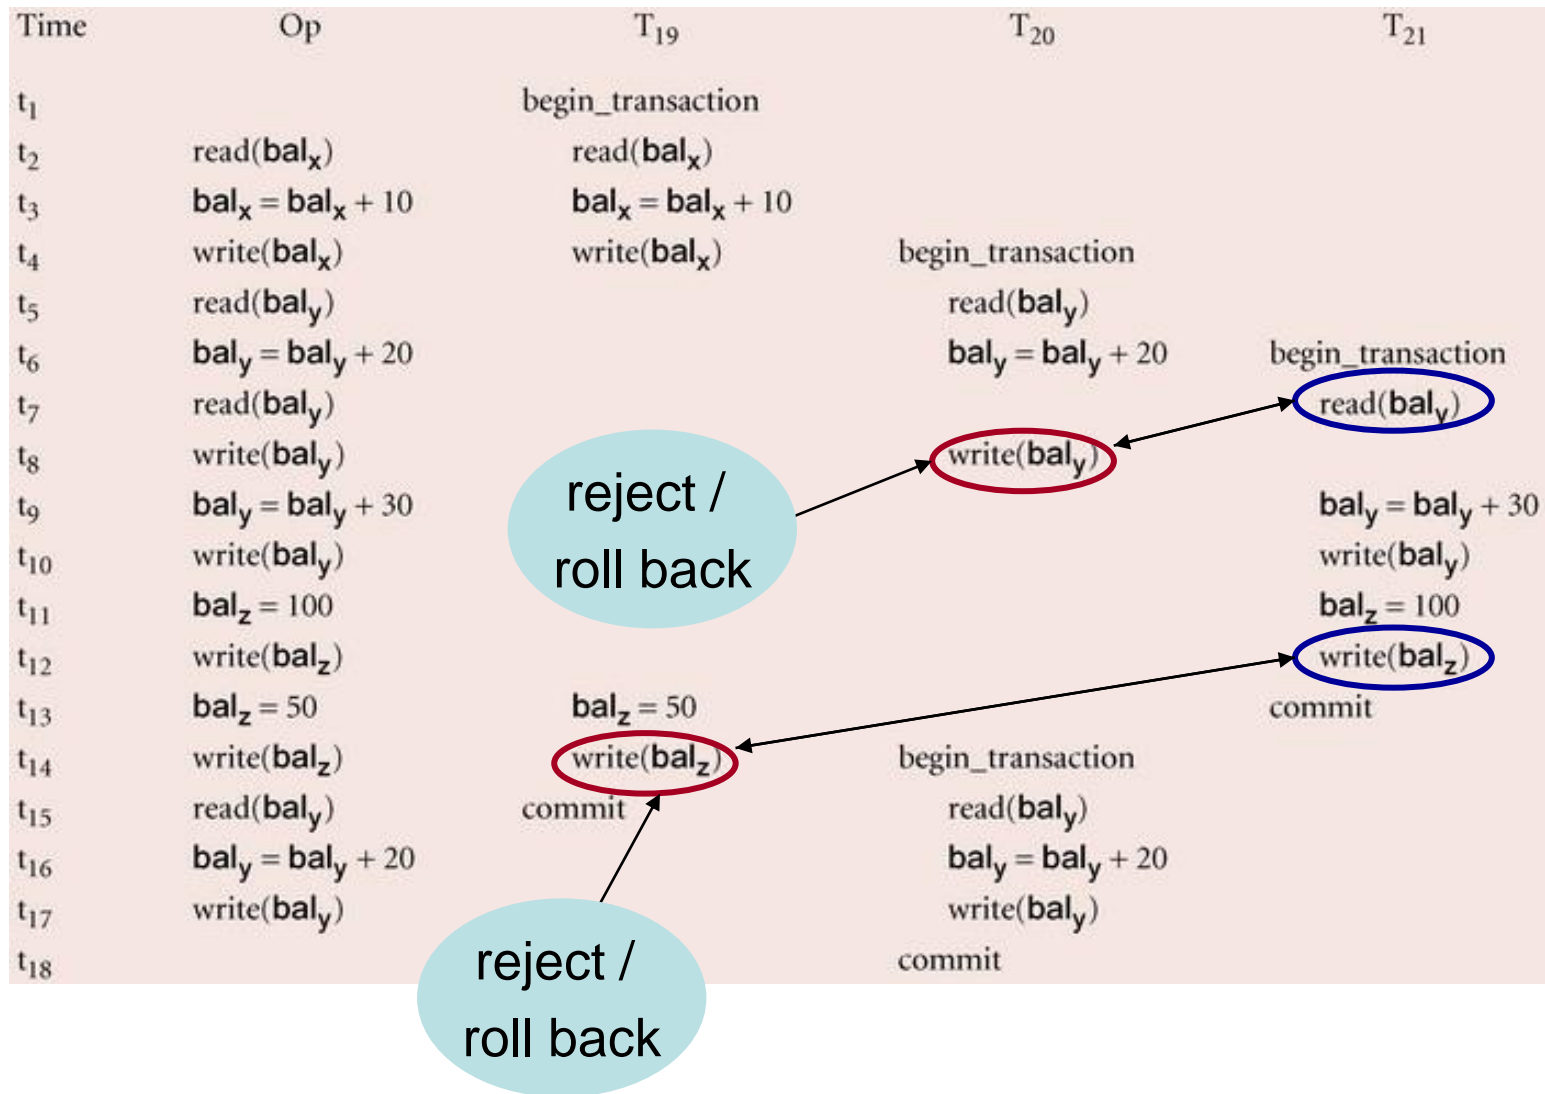 Time Op T19 T20 T21
t1 begin_transaction
t2 read(balx) read(balx)
t3 balx = balx + 10 balx = balx + 10
t4 write(balx) write(balx) begin_transaction
t5 read(baly) read(baly)
t6 baly = baly + 20 baly = baly + 20 begin_transaction
t7 read(baly) read(baly)
t8 write(baly) write(baly)
t9 baly = baly + 30 baly = baly + 30
t10 write(baly) write(baly)
t11 balz = 100 balz = 100
t12 write(balz) write(balz)
t13 balz = 50 balz = 50 commit
t14 write(balz) write(balz) begin_transaction
t15 read(baly) commit read(baly)
t16 baly = baly + 20 baly = baly + 20
t17 write(baly) write(baly)
t18 commit
reject /
roll back
reject /
roll back